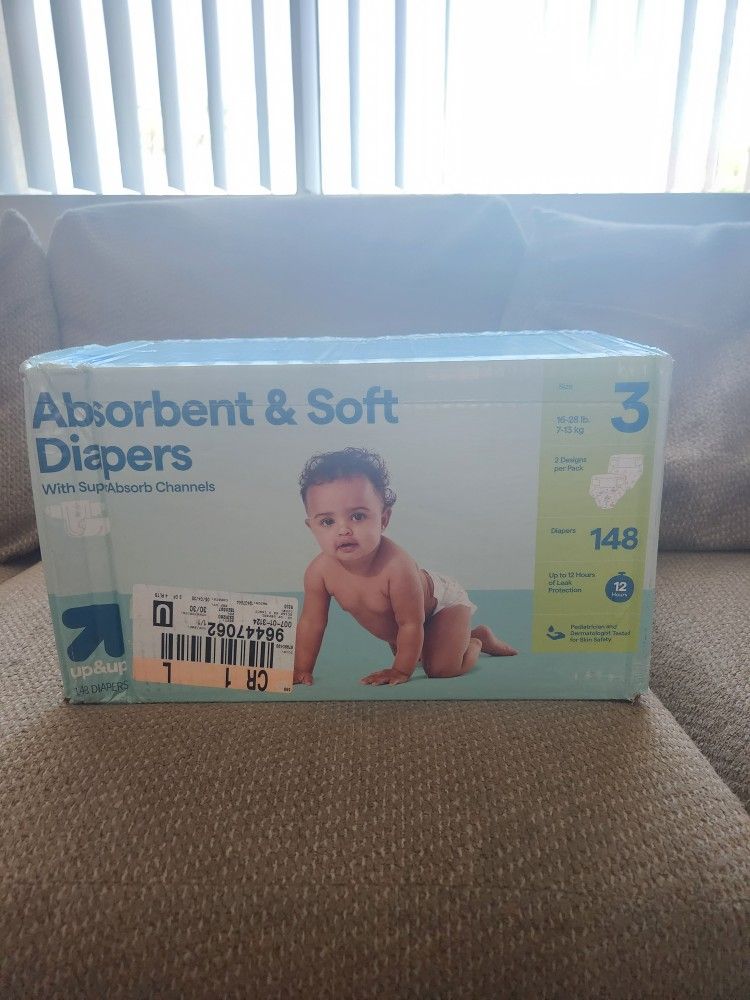 Absorbent & Soft
Diapers
With Sup Absorb Channels
Size
3
16-28 lb.
7-13 kg
2 Designs
per Pack
Diapers
148
Up to 12 Hours
of Leak
Protection
12
Hours
Pediatrician and
Dermatologist Tested
for Skin Safety
up&up
148 DIAPERS
CR 1 L
96447062
007-01-3124
U